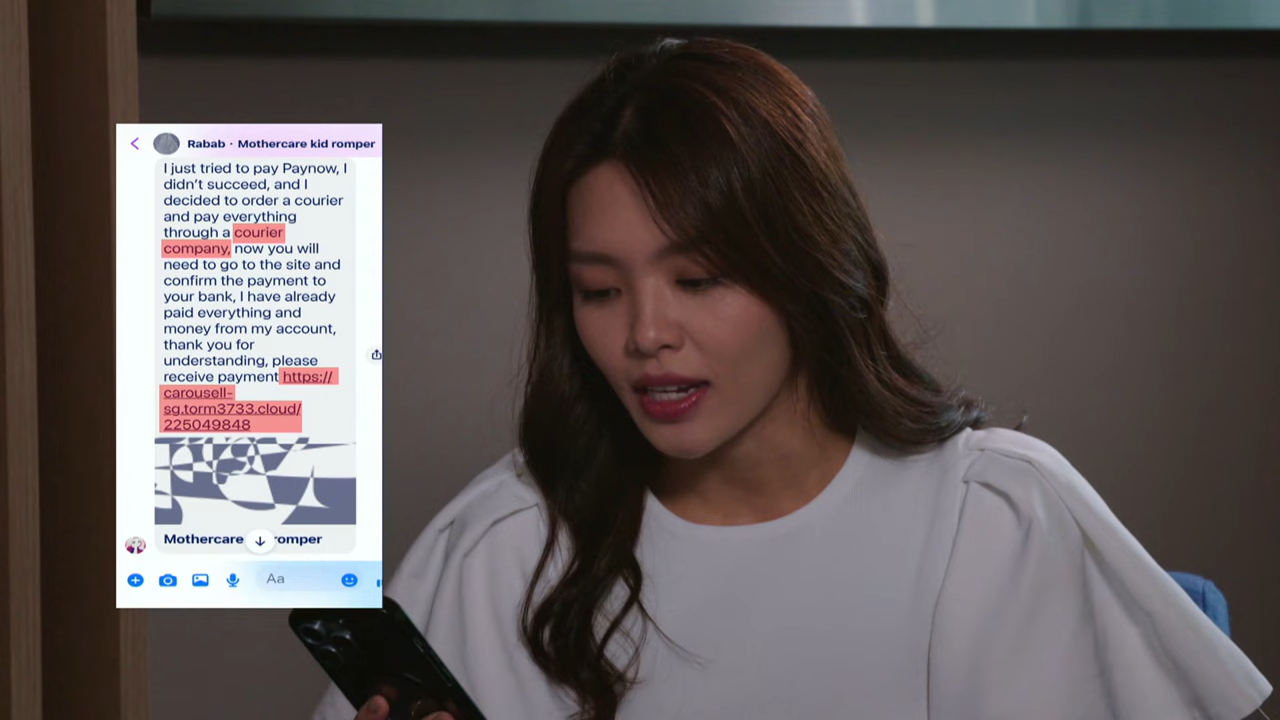 Rabab · Mothercare kid romper
I just tried to pay Paynow, I
didn't succeed, and I
decided to order a courier
and pay everything
through a courier
company, now you will
need to go to the site and
confirm the payment to
your bank, I have already
paid everything and
money from my account,
thank you for
understanding, please
receive payment https://
carousell-
sg.torm3733.cloud/
225049848
Mothercare romper
Aa